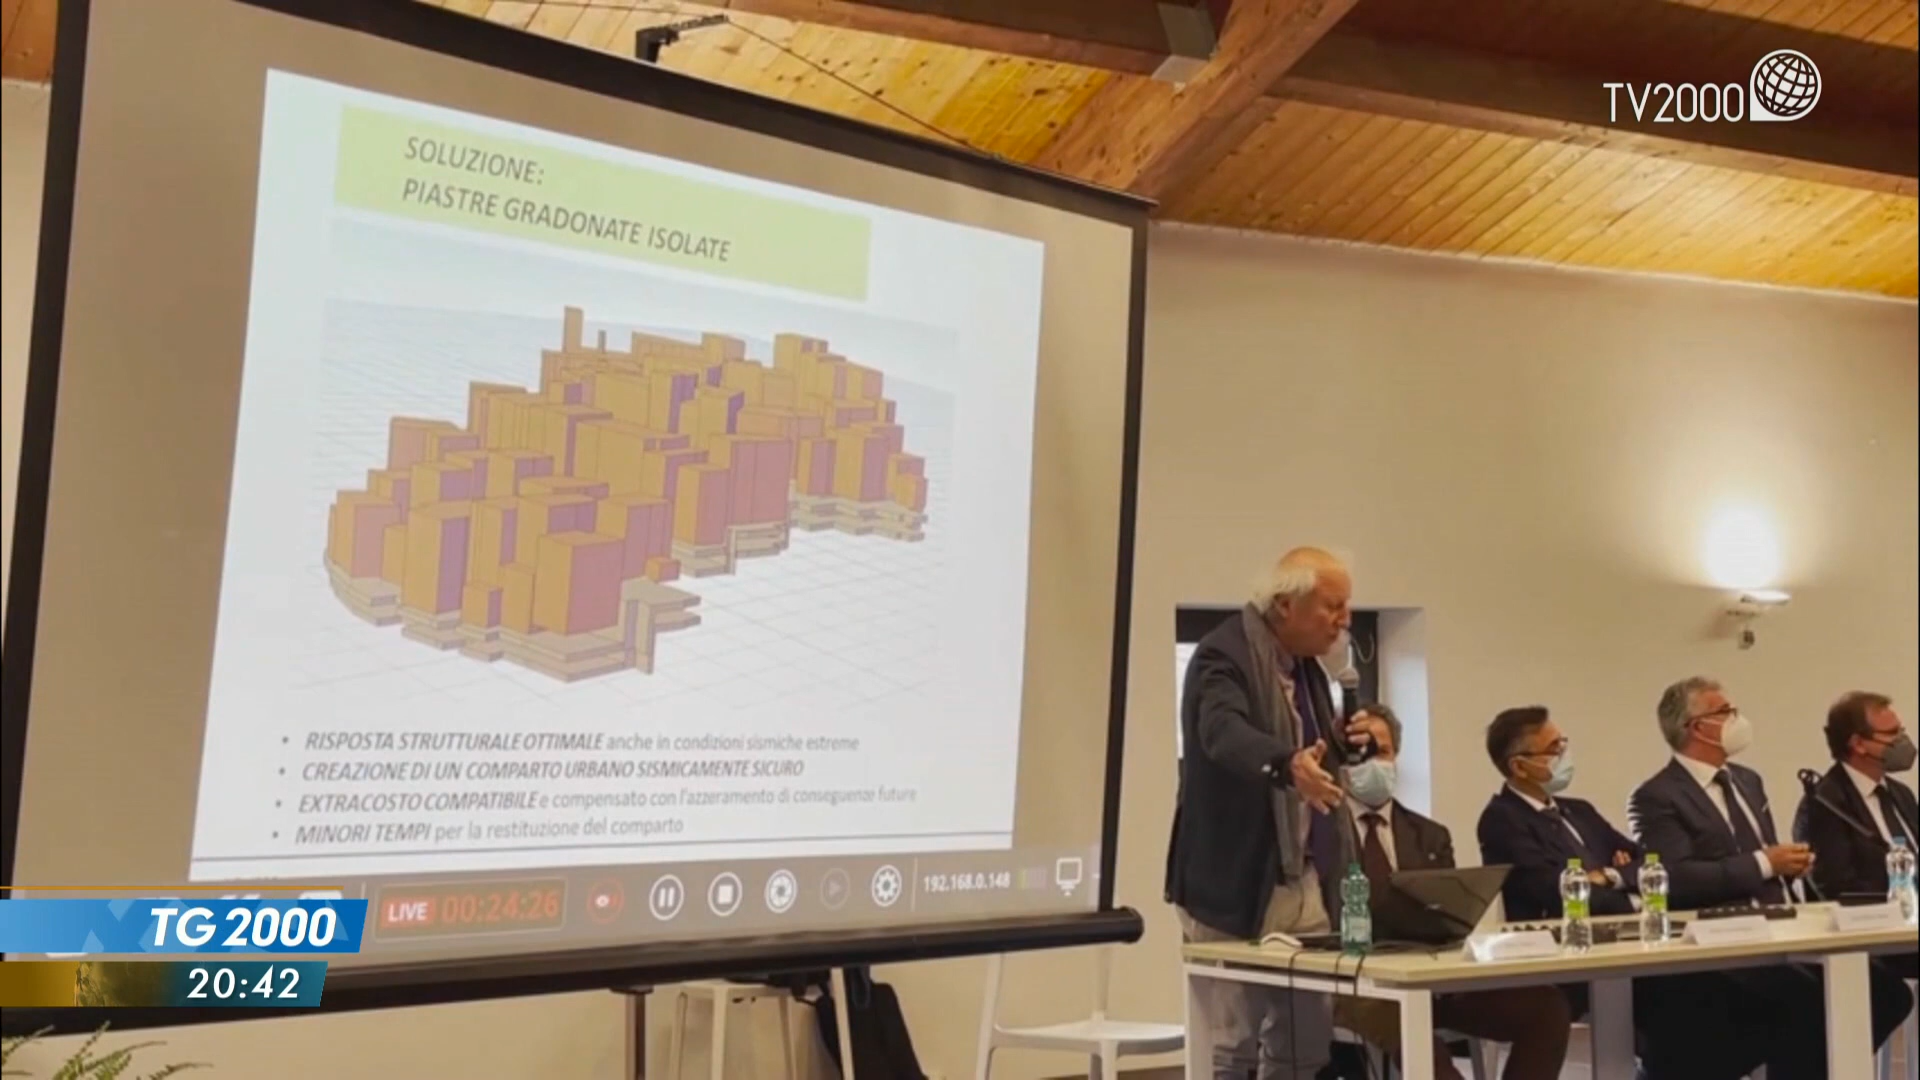 TV2000
SOLUZIONE:
PIASTRE GRADONATE ISOLATE
• RISPOSTA STRUTTURALE OTTIMALE anche in condizioni sismiche estreme
• CREAZIONE DI UN COMPARTO URBANO SISMICAMENTE SICURO
• EXTRACOSTO COMPATIBILE e compensato con l'azzeramento di conseguenze future
• MINORI TEMPI per la restituzione del comparto
LIVE 00:24:26
192.168.0.148
TG 2000
20:42